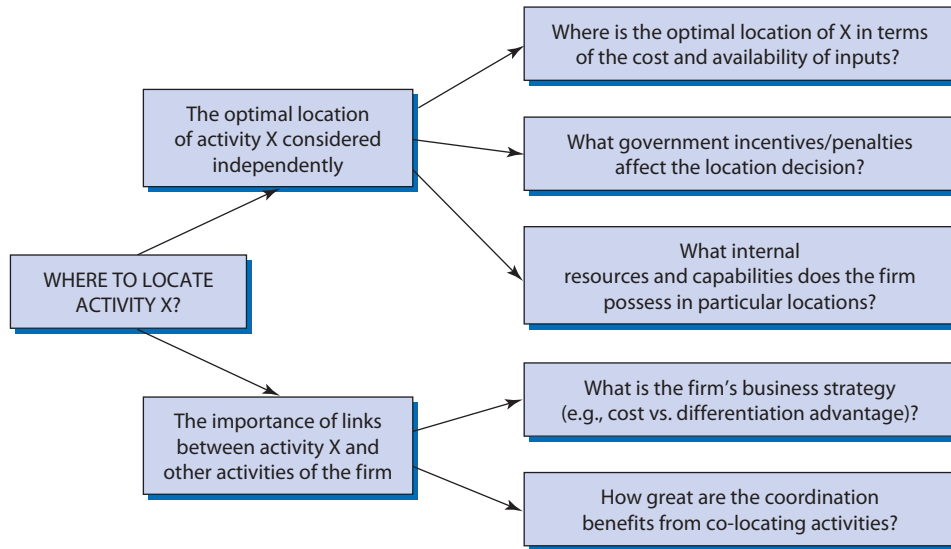 WHERE TO LOCATE
ACTIVITY X?
The optimal location
of activity X considered
independently
Where is the optimal location of X in terms
of the cost and availability of inputs?
What government incentives/penalties
affect the location decision?
What internal
resources and capabilities does the firm
possess in particular locations?
The importance of links
between activity X and
other activities of the firm
What is the firm’s business strategy
(e.g., cost vs. differentiation advantage)?
How great are the coordination
benefits from co-locating activities?